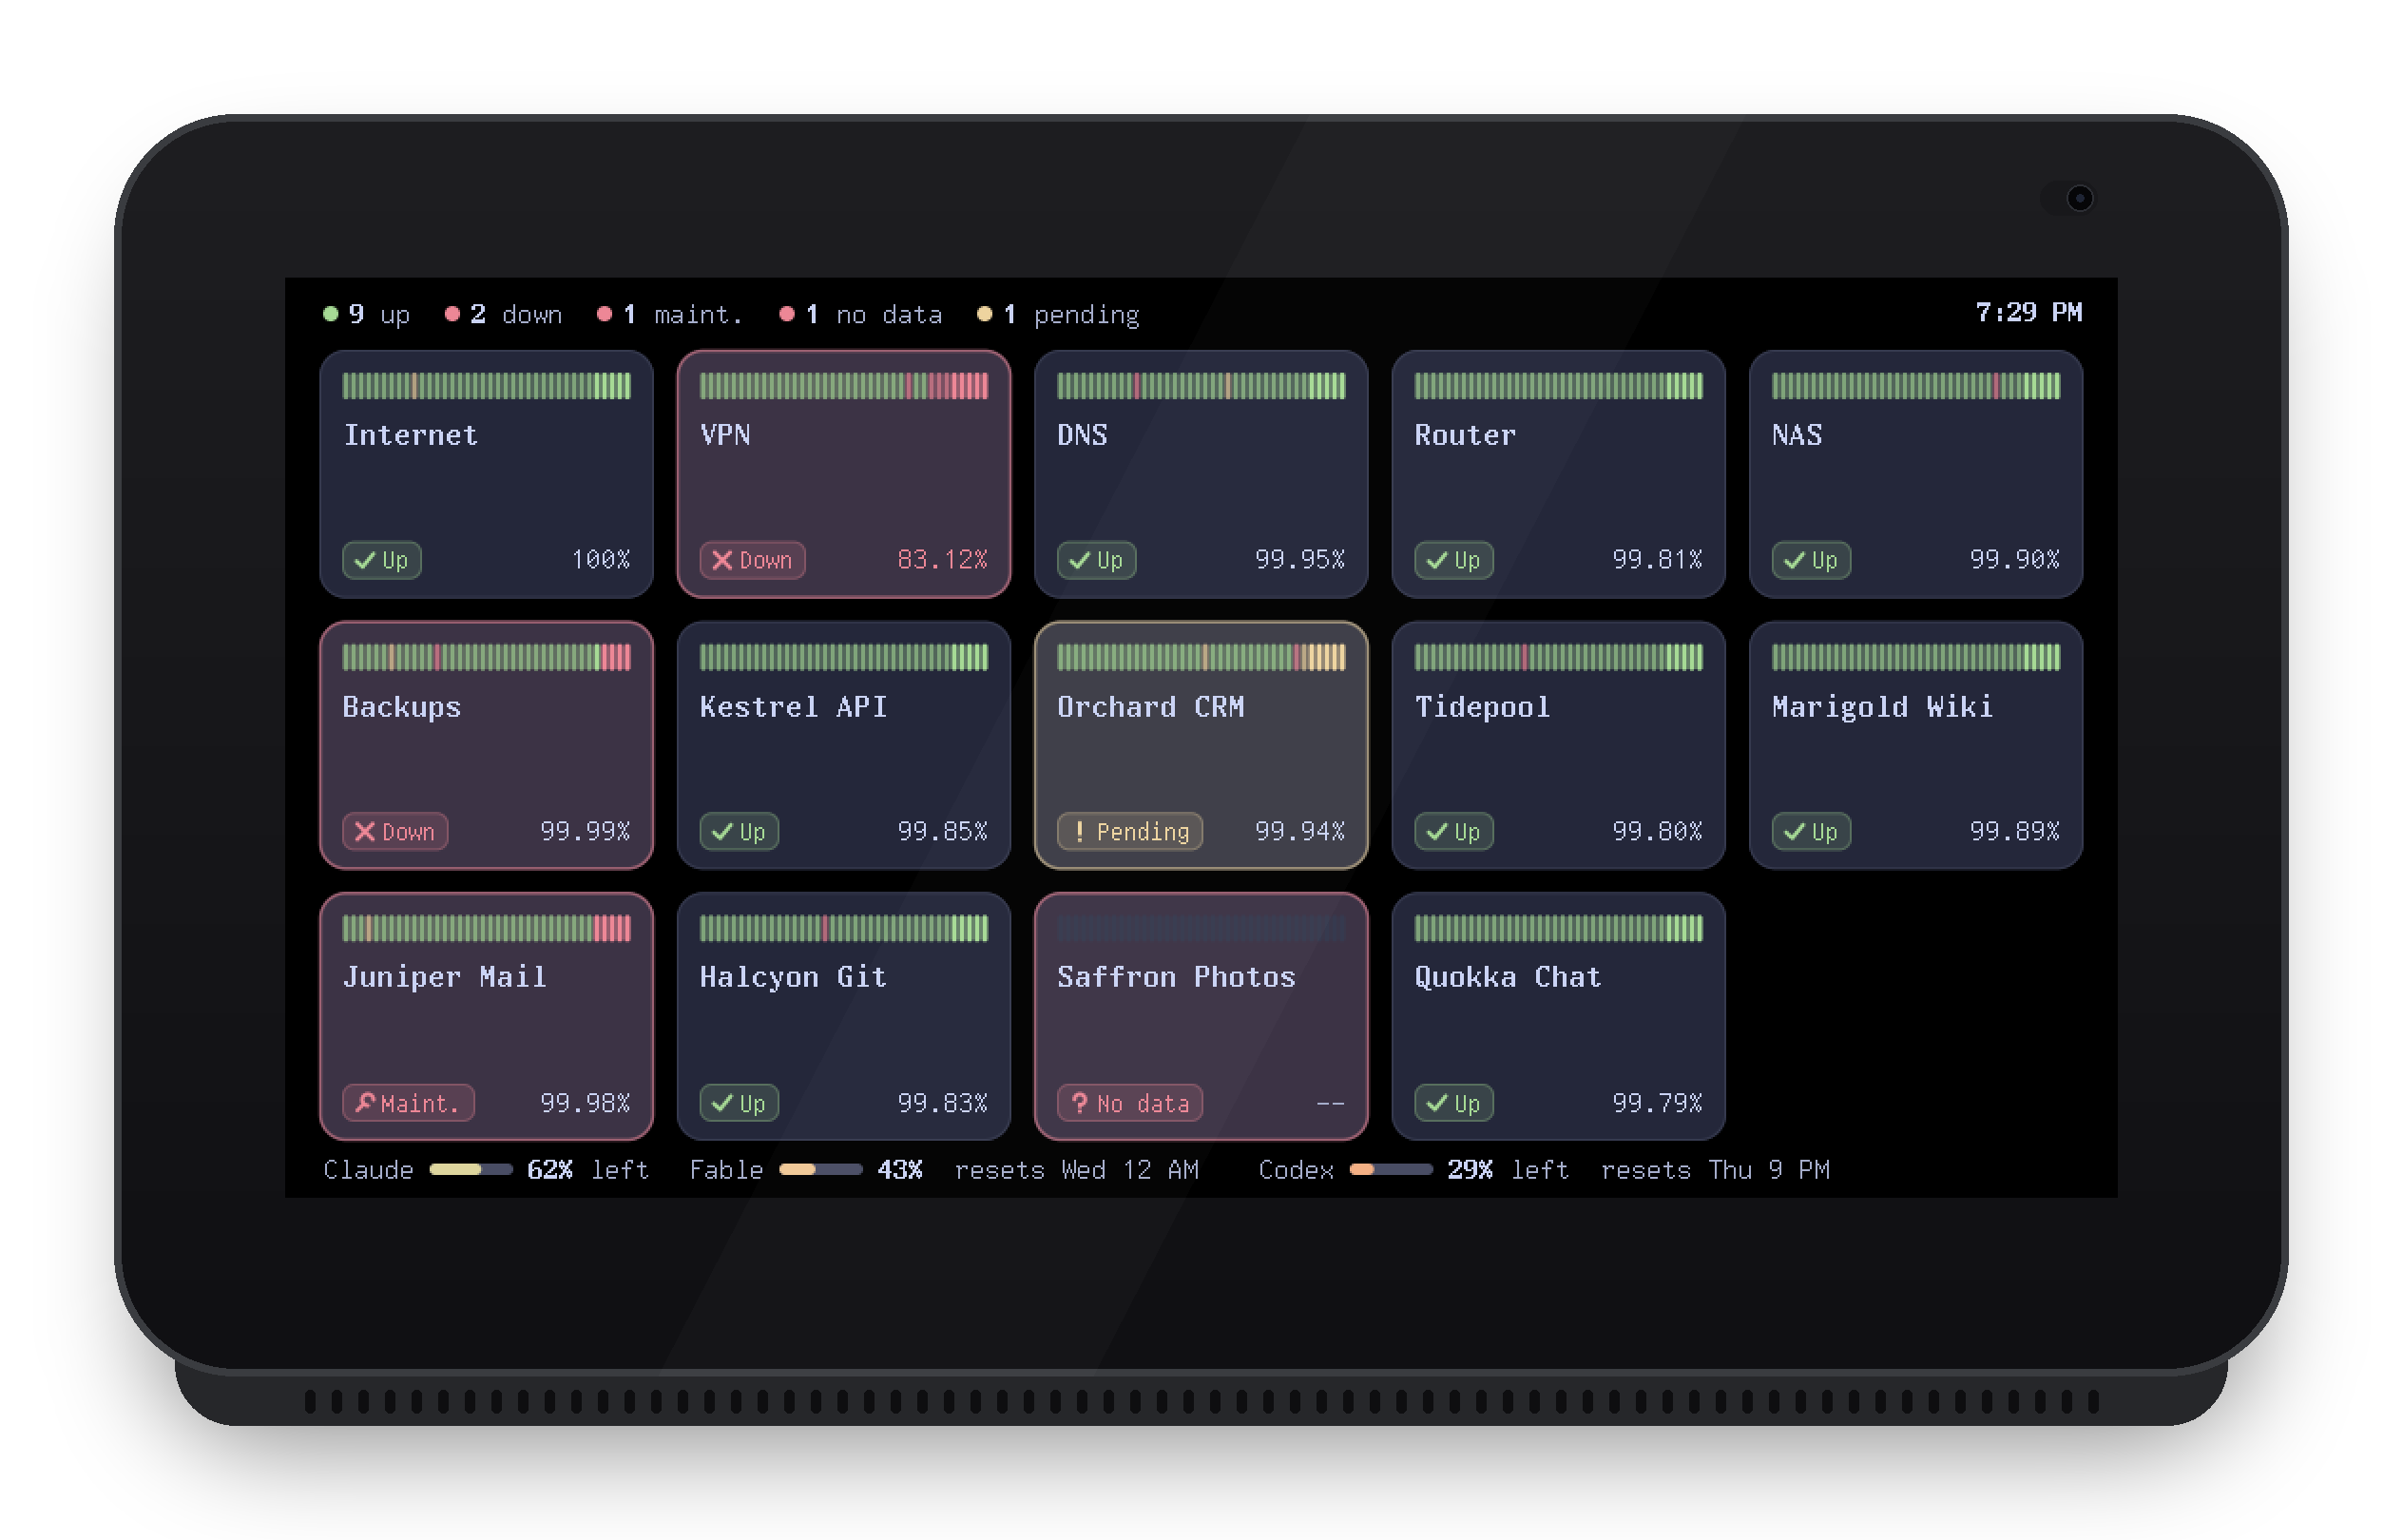 9 up 2 down 1 maint. 1 no data 1 pending 7:29 PM
Internet VPN DNS Router NAS
Up 100% Down 83.12% Up 99.95% Up 99.81% Up 99.90%
Backups Kestrel API Orchard CRM Tidepool Marigold Wiki
Down 99.99% Up 99.85% ! Pending 99.94% Up 99.80% Up 99.89%
Juniper Mail Halcyon Git Saffron Photos Quokka Chat
Maint. 99.98% Up 99.83% ? No data -- Up 99.79%
Claude 62% left Fable 43% resets Wed 12 AM Codex 29% left resets Thu 9 PM